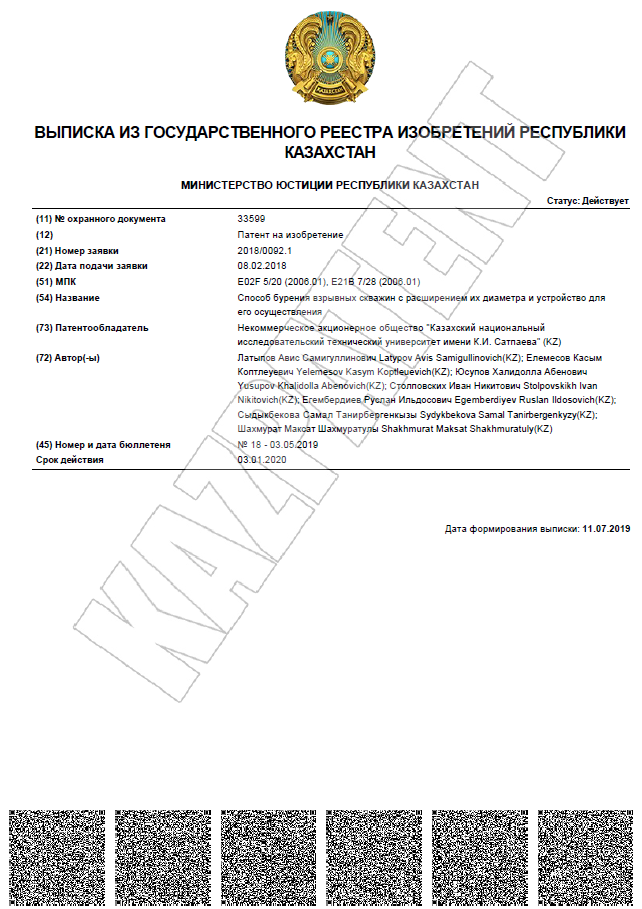 ҚАЗАҚСТАН
ВЫПИСКА ИЗ ГОСУДАРСТВЕННОГО РЕЕСТРА ИЗОБРЕТЕНИЙ РЕСПУБЛИКИ
КАЗАХСТАН
МИНИСТЕРСТВО ЮСТИЦИИ РЕСПУБЛИКИ КАЗАХСТАН
Статус: Действует
(11) № охранного документа 33599
(12) Патент на изобретение
(21) Номер заявки 2018/0092.1
(22) Дата подачи заявки 08.02.2018
(51) МПК E02F 5/20 (2006.01), E21B 7/28 (2006.01)
(54) Название Способ бурения взрывных скважин с расширением их диаметра и устройство для
его осуществления
(73) Патентообладатель Некоммерческое акционерное общество "Казахский национальный
исследовательский технический университет имени К.И. Сатпаева" (KZ)
(72) Автор(-ы) Латыпов Авис Самигуллинович Latypov Avis Samigullinovich(KZ); Елемесов Касым
Коптлеуевич Yelemesov Kasym Koptleuevich(KZ); Юсупов Халидолла Абенович
Yusupov Khalidolla Abenovich(KZ); Столповских Иван Никитович Stolpovskikh Ivan
Nikitovich(KZ); Егембердиев Руслан Ильдосович Egemberdiyev Ruslan Ildosovich(KZ);
Сыдыкбекова Самал Танирбергенкызы Sydykbekova Samal Tanirbergenkyzy(KZ);
Шахмурат Максат Шахмуратулы Shakhmurat Maksat Shakhmuratuly(KZ)
(45) Номер и дата бюллетеня № 18 - 03.05.2019
Срок действия 03.01.2020
Дата формирования выписки: 11.07.2019
KAZPATENT